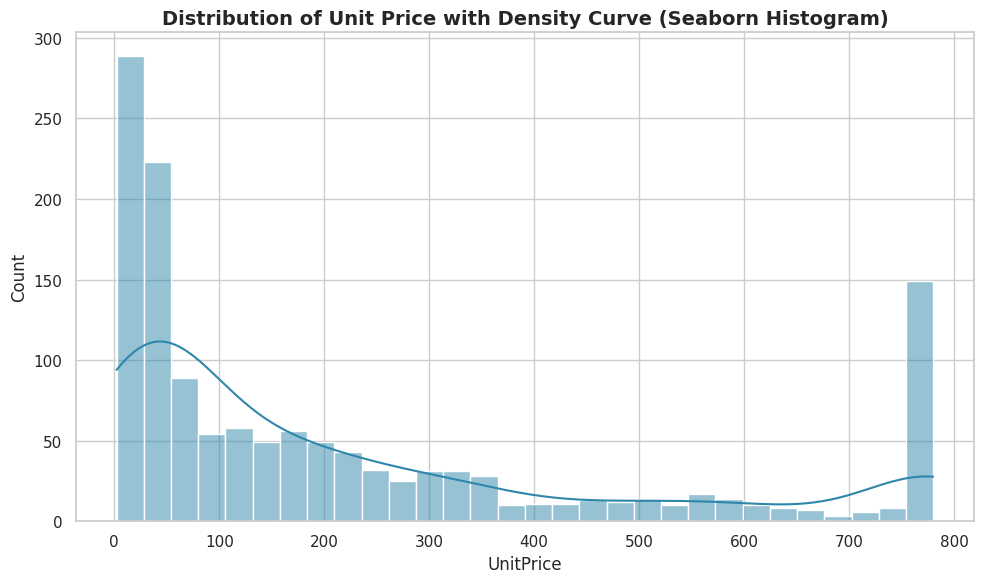 Distribution of Unit Price with Density Curve (Seaborn Histogram)
300
250
200
150
100
50
0
Count
0 100 200 300 400 500 600 700 800
UnitPrice